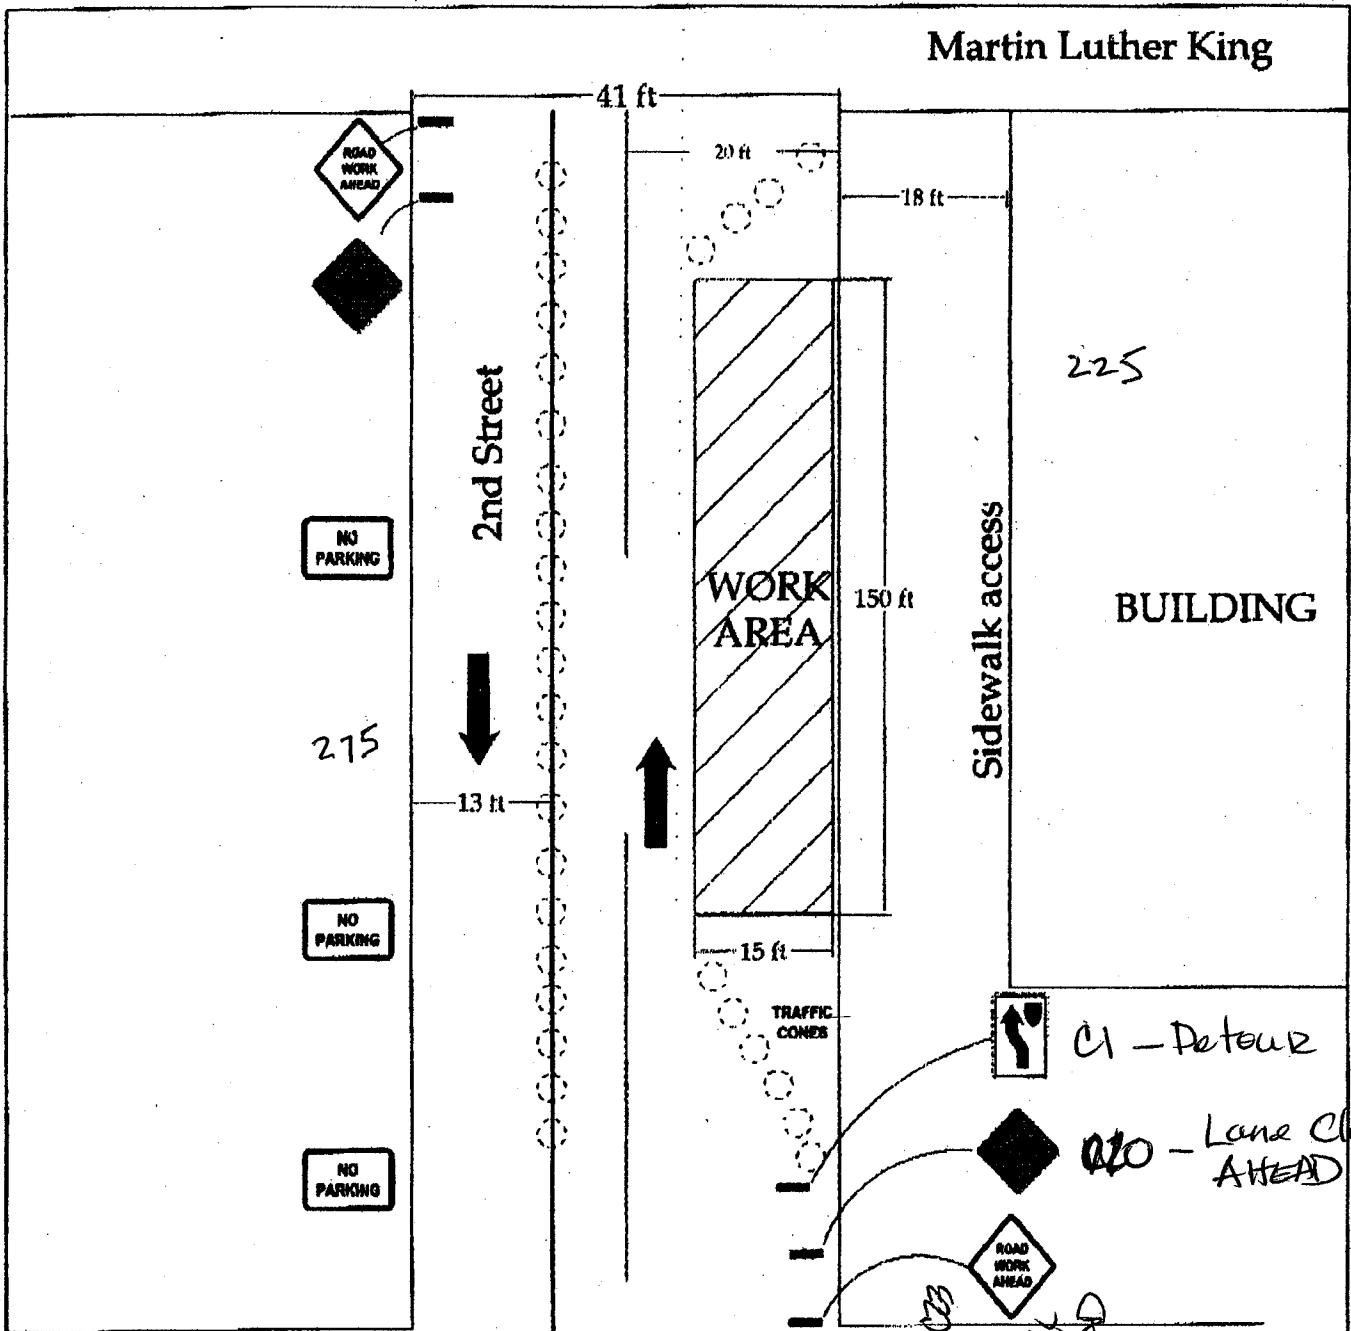 Martin Luther King
41 ft
20 ft
18 ft
ROAD
WORK
AHEAD
225
2nd Street
NO
PARKING
WORK
AREA
150 ft
Sidewalk access
BUILDING
275
13 ft
NO
PARKING
15 ft
TRAFFIC
CONES
C1 - Detour
- Lane Cl
AHEAD
NO
PARKING
ROAD
WORK
AHEAD